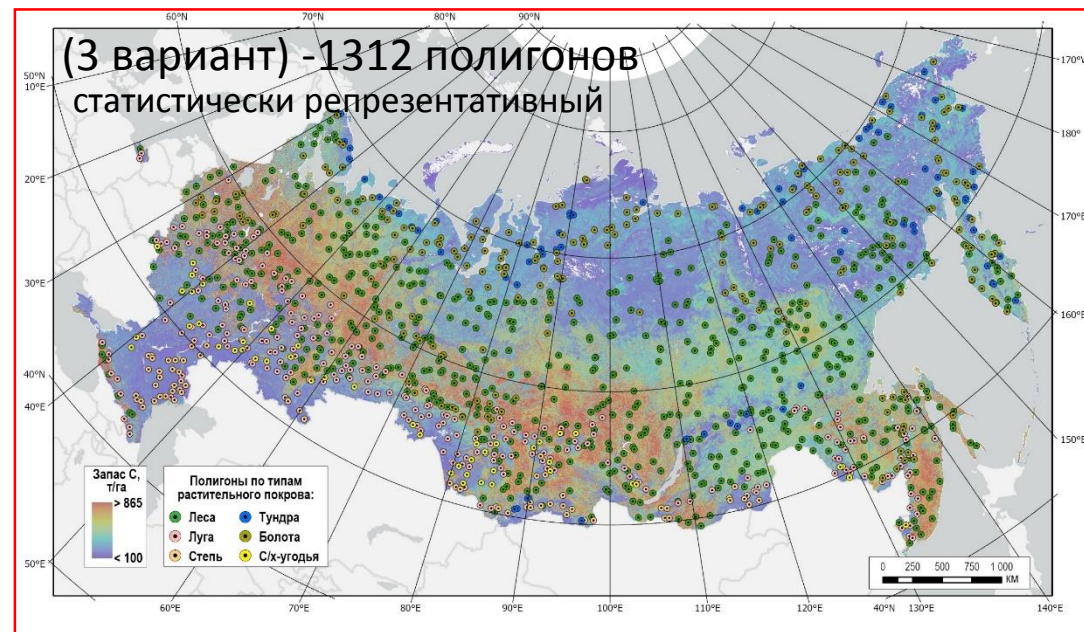 60°N 70°N 80°N 90°N
(3 вариант) -1312 полигонов
статистически репрезентативный
50°N
10°E
20°E
30°E
40°N
40°E
50°E
170°W
180°
170°E
160°E
150°E
Запас С,
т/га
> 865
< 100
Полигоны по типам
растительного покрова:
Леса Тундра
Луга Болота
Степь С/х-угодья
0 250 500 750 1 000
КМ
60°E 70°E 80°E 90°E 100°E 110°E 120°E 40°N 130°E 140°E